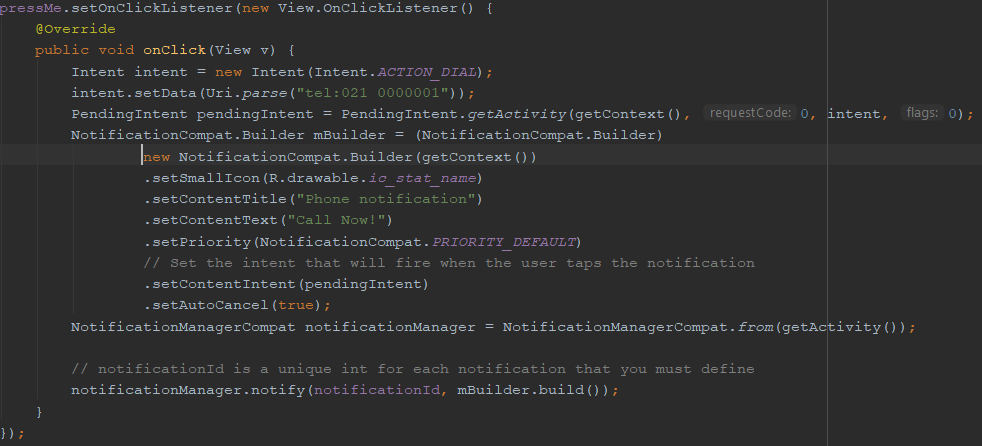 pressMe.setOnClickListener(new View.OnClickListener() {
@Override
public void onClick(View v) {
Intent intent = new Intent(Intent.ACTION_DIAL);
intent.setData(Uri.parse("tel:021 0000001"));
PendingIntent pendingIntent = PendingIntent.getActivity(getContext(), requestCode: 0, intent, flags: 0);
NotificationCompat.Builder mBuilder = (NotificationCompat.Builder)
new NotificationCompat.Builder(getContext())
.setSmallIcon(R.drawable.ic_stat_name)
.setContentTitle("Phone notification")
.setContentText("Call Now!")
.setPriority(NotificationCompat.PRIORITY_DEFAULT)
// Set the intent that will fire when the user taps the notification
.setContentIntent(pendingIntent)
.setAutoCancel(true);
NotificationManagerCompat notificationManager = NotificationManagerCompat.from(getActivity());
// notificationId is a unique int for each notification that you must define
notificationManager.notify(notificationId, mBuilder.build());
}
});